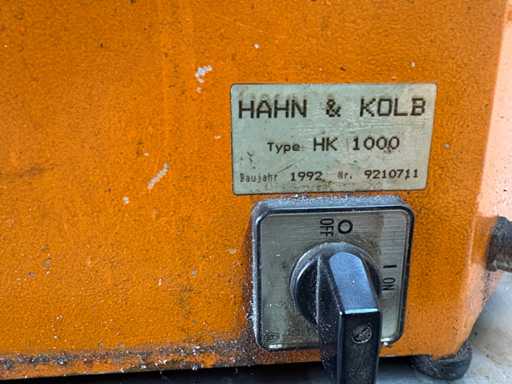 HAHN & KOLB
Type HK 1000
Baujahr 1992 Nr. 9210711
O
OFF
I
ON